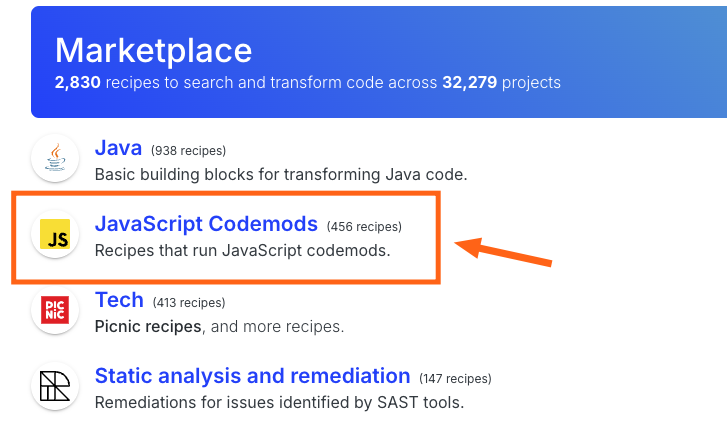 Marketplace
2,830 recipes to search and transform code across 32,279 projects
Java (938 recipes)
Basic building blocks for transforming Java code.
JS
JavaScript Codemods (456 recipes)
Recipes that run JavaScript codemods.
PIC
NIC
Tech (413 recipes)
Picnic recipes, and more recipes.
Static analysis and remediation (147 recipes)
Remediations for issues identified by SAST tools.